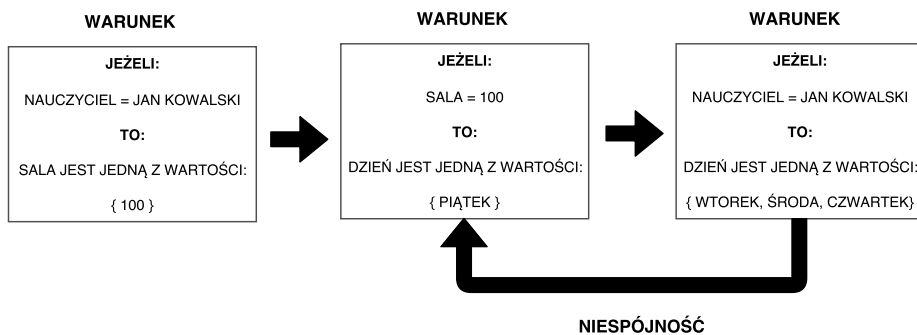 WARUNEK
JEŻELI:
NAUCZYCIEL = JAN KOWALSKI
TO:
SALA JEST JEDNĄ Z WARTOŚCI:
{ 100 }
WARUNEK
JEŻELI:
SALA = 100
TO:
DZIEŃ JEST JEDNĄ Z WARTOŚCI:
{ PIĄTEK }
WARUNEK
JEŻELI:
NAUCZYCIEL = JAN KOWALSKI
TO:
DZIEŃ JEST JEDNĄ Z WARTOŚCI:
{ WTOREK, ŚRODA, CZWARTEK}
NIESPÓJNOŚĆ